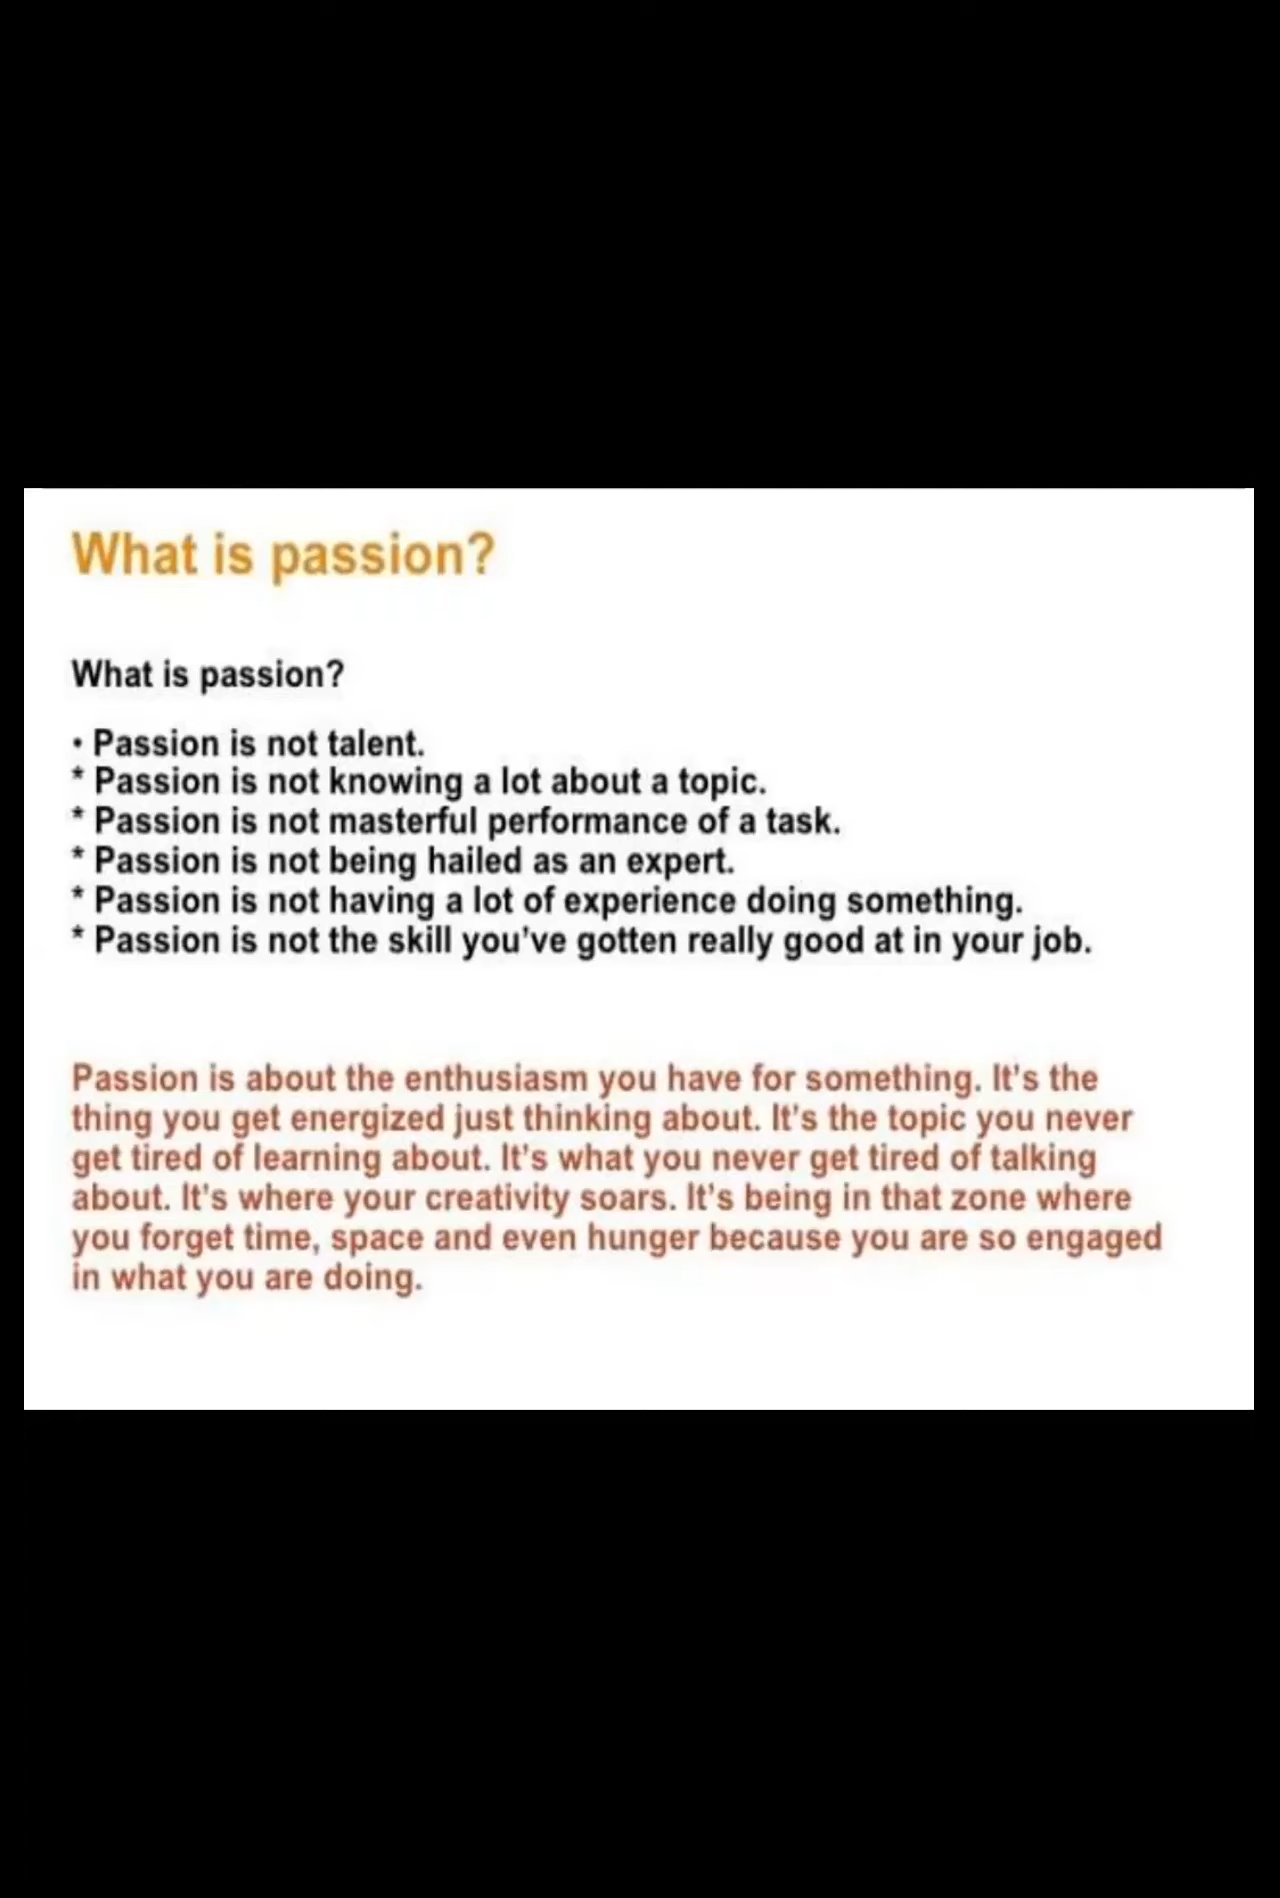 What is passion?
What is passion?
• Passion is not talent.
* Passion is not knowing a lot about a topic.
* Passion is not masterful performance of a task.
* Passion is not being hailed as an expert.
* Passion is not having a lot of experience doing something.
* Passion is not the skill you've gotten really good at in your job.
Passion is about the enthusiasm you have for something. It's the
thing you get energized just thinking about. It's the topic you never
get tired of learning about. It's what you never get tired of talking
about. It's where your creativity soars. It's being in that zone where
you forget time, space and even hunger because you are so engaged
in what you are doing.